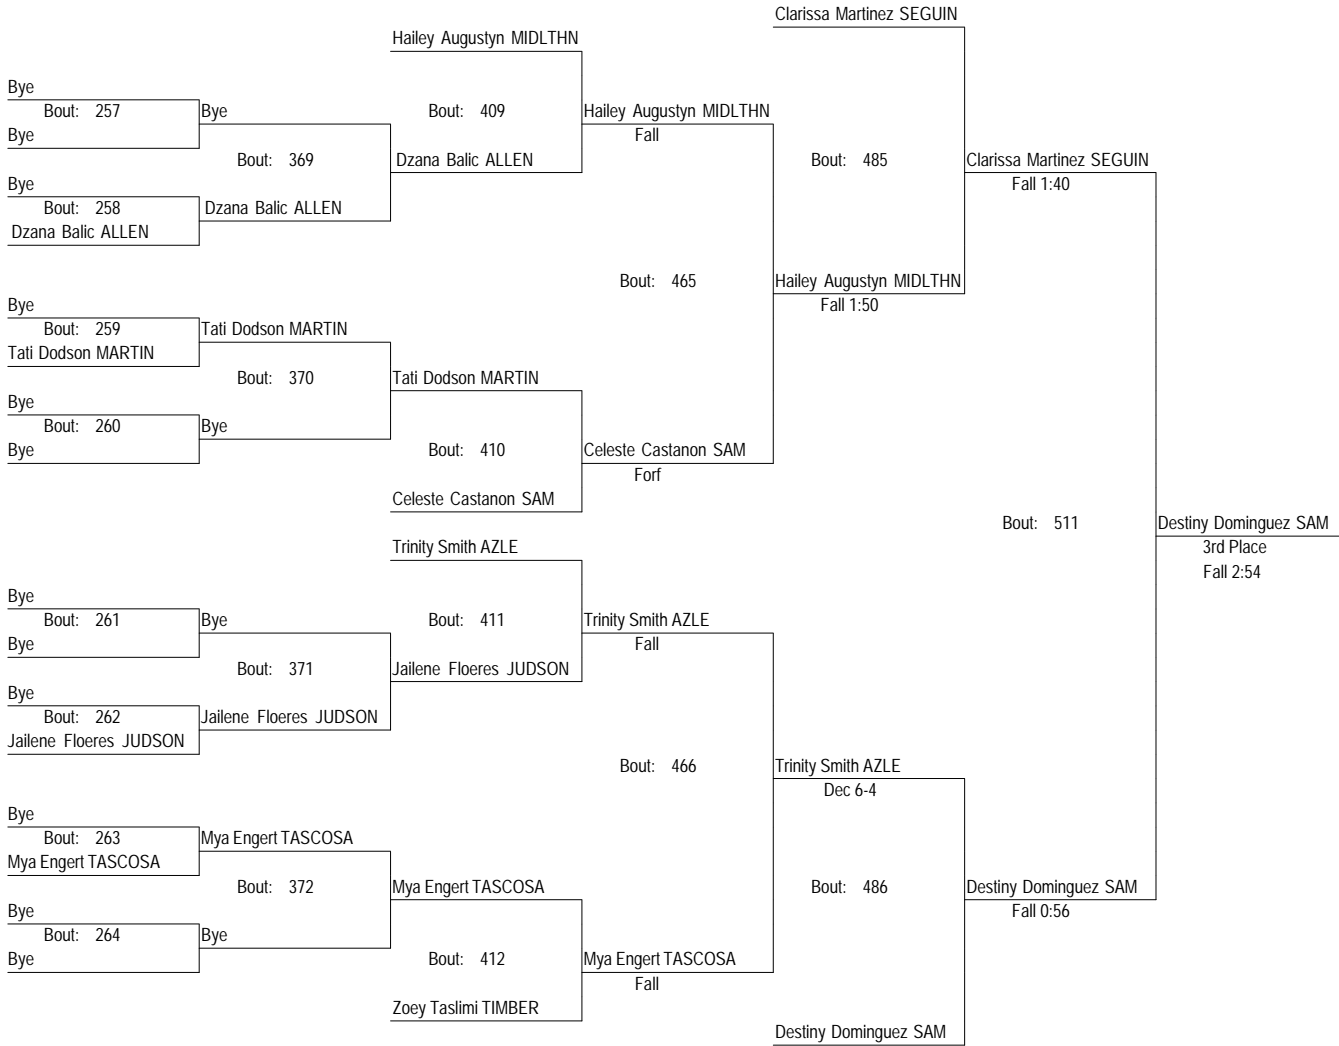 Clarissa Martinez SEGUIN
Hailey Augustyn MIDLTHN
Bye
Bout: 257
Bye
Bout: 409
Hailey Augustyn MIDLTHN
Bye
Fall
Bout: 369
Dzana Balic ALLEN
Bout: 485
Clarissa Martinez SEGUIN
Bye
Fall 1:40
Bout: 258
Dzana Balic ALLEN
Dzana Balic ALLEN
Bout: 465
Hailey Augustyn MIDLTHN
Bye
Fall 1:50
Bout: 259
Tati Dodson MARTIN
Tati Dodson MARTIN
Bout: 370
Tati Dodson MARTIN
Bye
Bout: 260
Bye
Bye
Bout: 410
Celeste Castanon SAM
Forf
Celeste Castanon SAM
Bout: 511
Destiny Dominguez SAM
Trinity Smith AZLE
3rd Place
Fall 2:54
Bye
Bout: 261
Bye
Bout: 411
Trinity Smith AZLE
Bye
Fall
Bout: 371
Jailene Floeres JUDSON
Bye
Bout: 262
Jailene Floeres JUDSON
Jailene Floeres JUDSON
Bout: 466
Trinity Smith AZLE
Dec 6-4
Bye
Bout: 263
Mya Engert TASCOSA
Mya Engert TASCOSA
Bout: 372
Mya Engert TASCOSA
Bout: 486
Destiny Dominguez SAM
Bye
Fall 0:56
Bout: 264
Bye
Bye
Bout: 412
Mya Engert TASCOSA
Fall
Zoey Taslimi TIMBER
Destiny Dominguez SAM